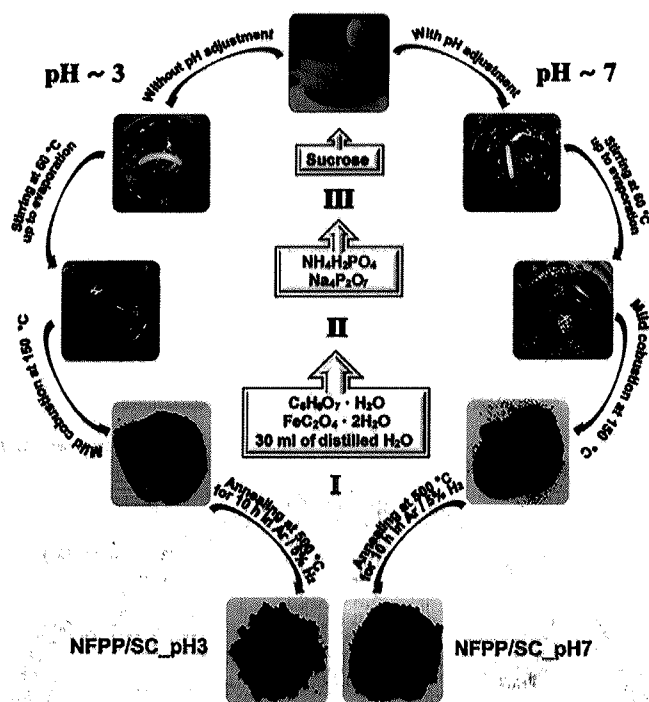 Without pH adjustment
With pH adjustment
pH ~ 3
pH ~ 7
Stirring at 60 °C
up to evaporation
Sucrose
Stirring at 60 °C
up to evaporation
III
NH₄H₂PO₄
Na₄P₂O₇
II
Mild cobustion at 150 °C
Mild cobustion at 150 °C
C₆H₈O₇ · H₂O
FeC₂O₄ · 2H₂O
30 ml of distilled H₂O
I
Annealing at 500 °C
for 10 h in Ar / 5% H₂
Annealing at 500 °C
for 10 h in Ar / 5% H₂
NFPP/SC_pH3
NFPP/SC_pH7